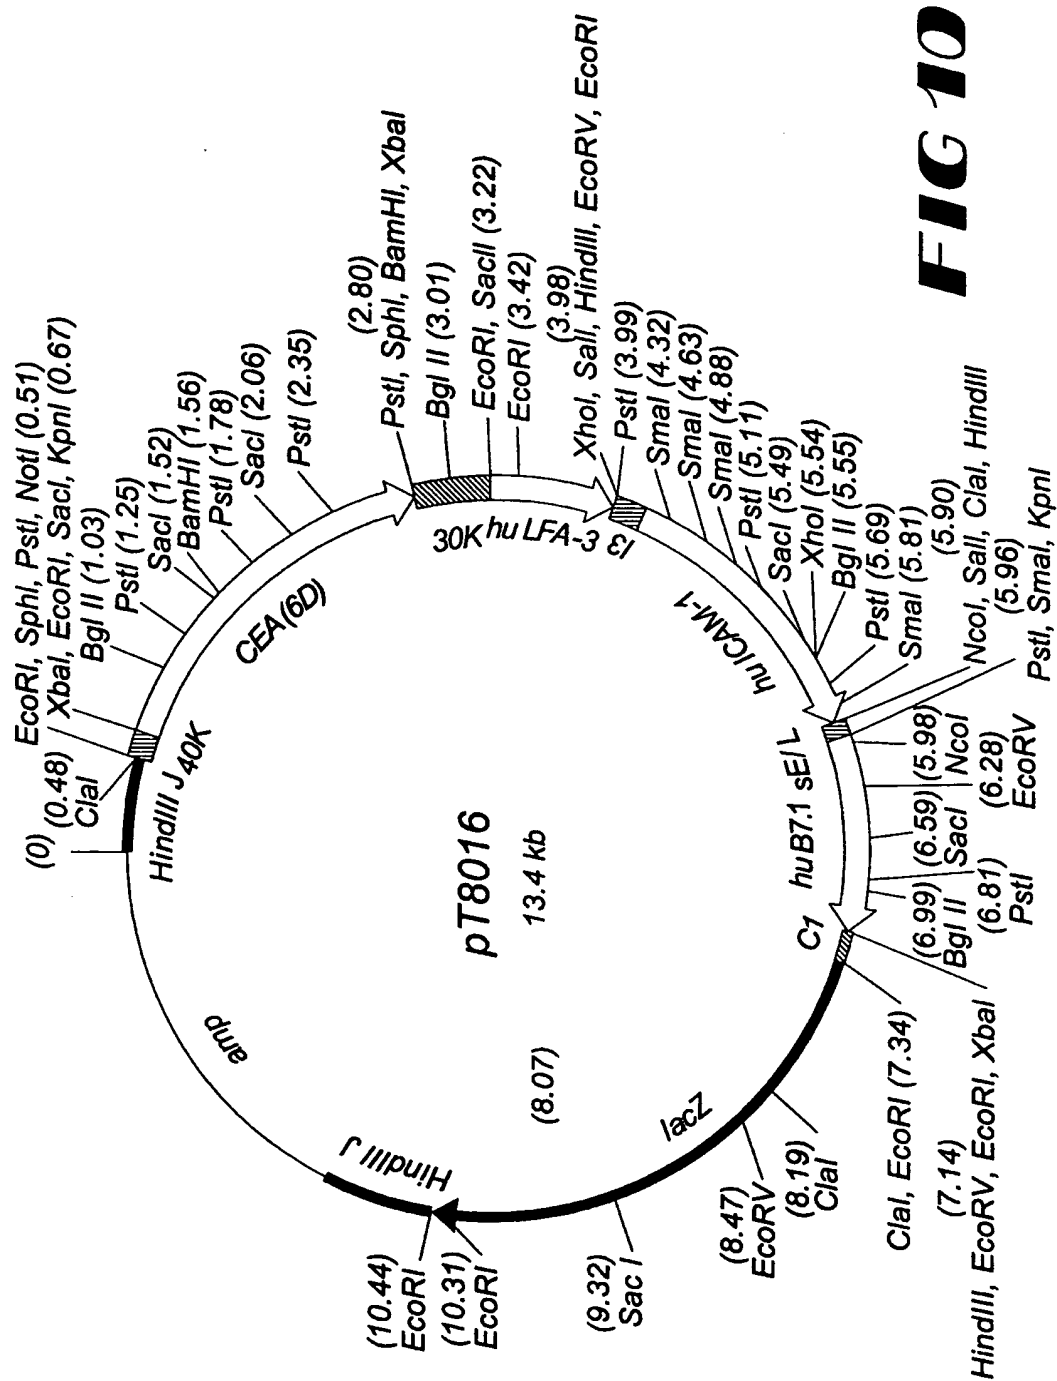 (0)
(0.48)
ClaI
EcoRI, SphI, PstI, NotI (0.51)
XbaI, EcoRI, SacI, KpnI (0.67)
Bgl II (1.03)
PstI (1.25)
SacI (1.52)
BamHI (1.56)
PstI (1.78)
SacI (2.06)
PstI (2.35)
(2.80)
PstI, SphI, BamHI, XbaI
Bgl II (3.01)
EcoRI, SacII (3.22)
EcoRI (3.42)
(3.98)
XhoI, SalI, HindIII, EcoRV, EcoRI
PstI (3.99)
SmaI (4.32)
SmaI (4.63)
SmaI (4.88)
PstI (5.11)
SacI (5.49)
XhoI (5.54)
Bgl II (5.55)
PstI (5.69)
SmaI (5.81)
(5.90)
NcoI, SalI, ClaI, HindIII
(5.96)
PstI, SmaI, KpnI
(5.98)
NcoI
(6.28)
EcoRV
(6.59)
SacI
(6.81)
PstI
(6.99)
Bgl II
(7.14)
HindIII, EcoRV, EcoRI, XbaI
ClaI, EcoRI (7.34)
(8.19)
ClaI
(8.47)
EcoRV
(9.32)
Sac I
(10.31)
EcoRI
(10.44)
EcoRI
HindIII J
40K
CEA(6D)
30K
hu LFA-3
I3
hu ICAM-1
sE/L
huB7.1
C1
lacZ
(8.07)
HindIII J
amp
pT8016
13.4 kb
FIG 10